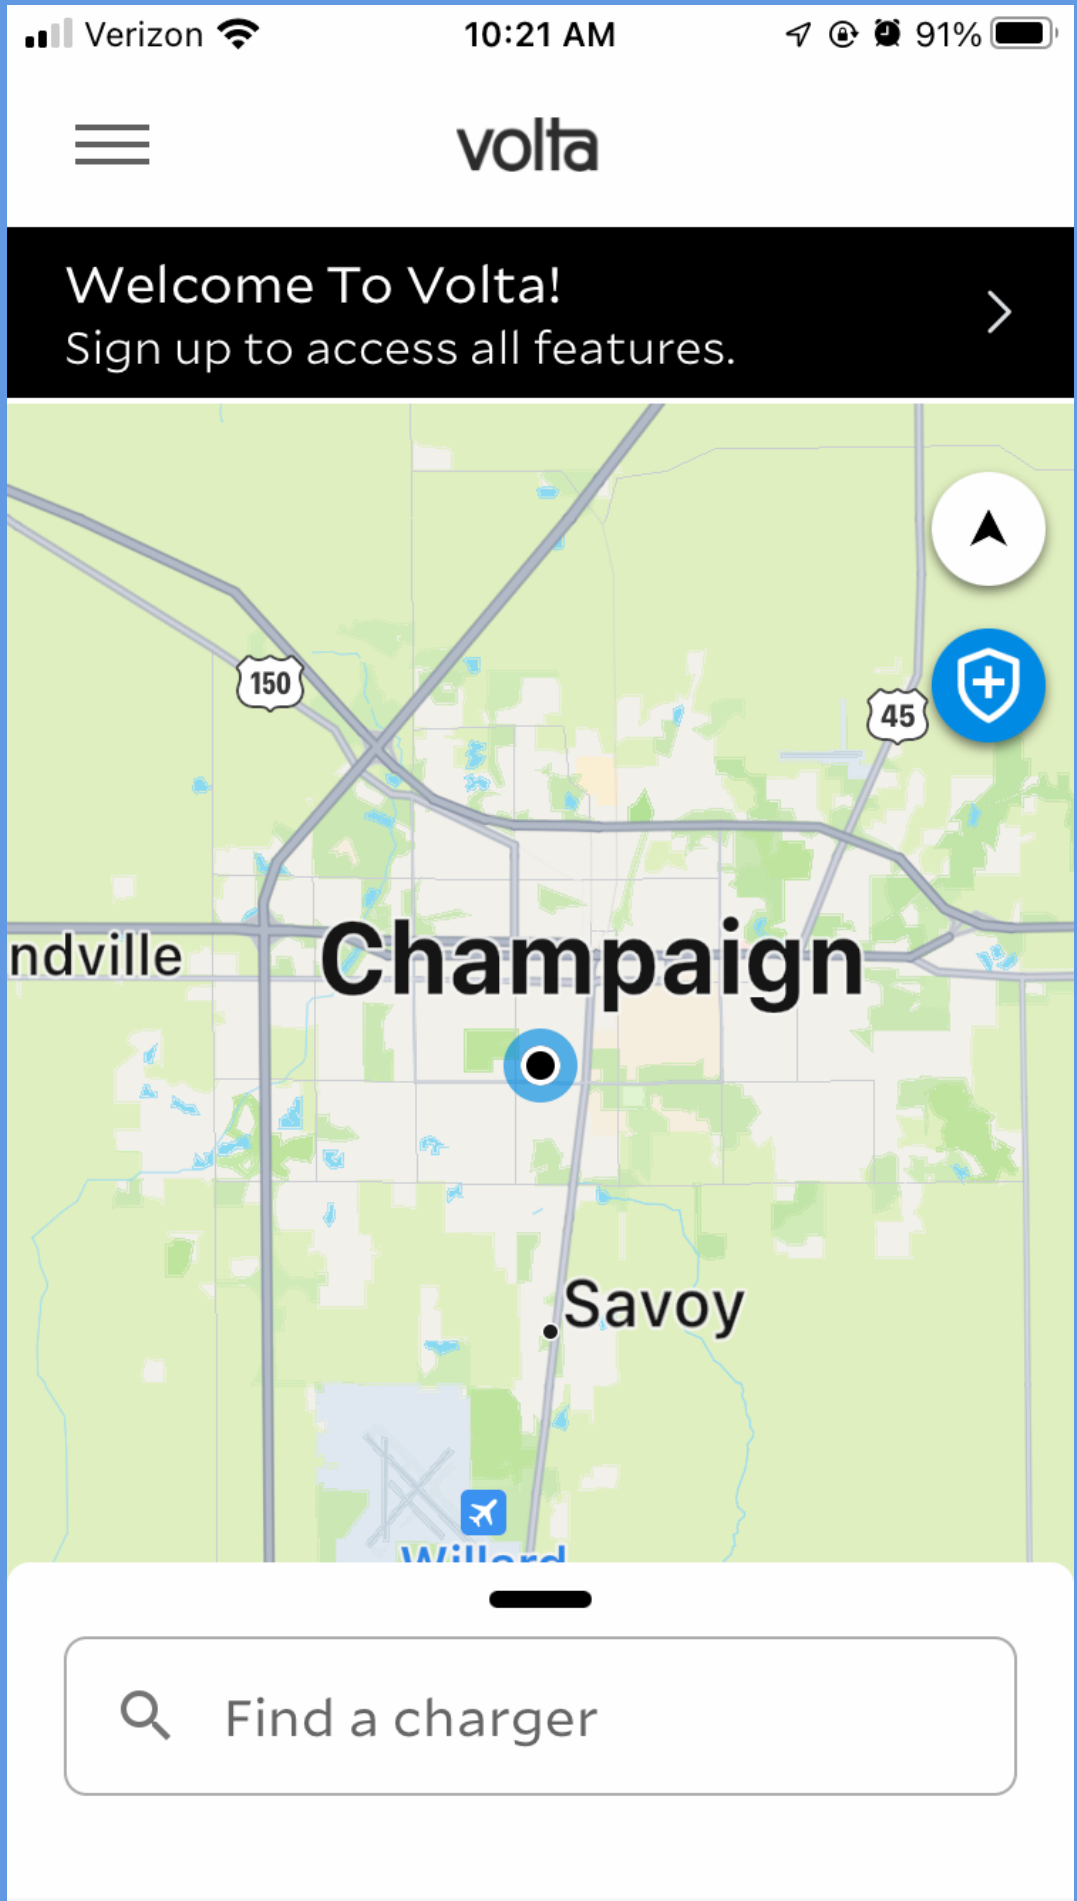 Verizon 10:21 AM 91%
volta
Welcome To Volta!
Sign up to access all features.
150
45
ndville
Champaign
Savoy
Willard
Find a charger